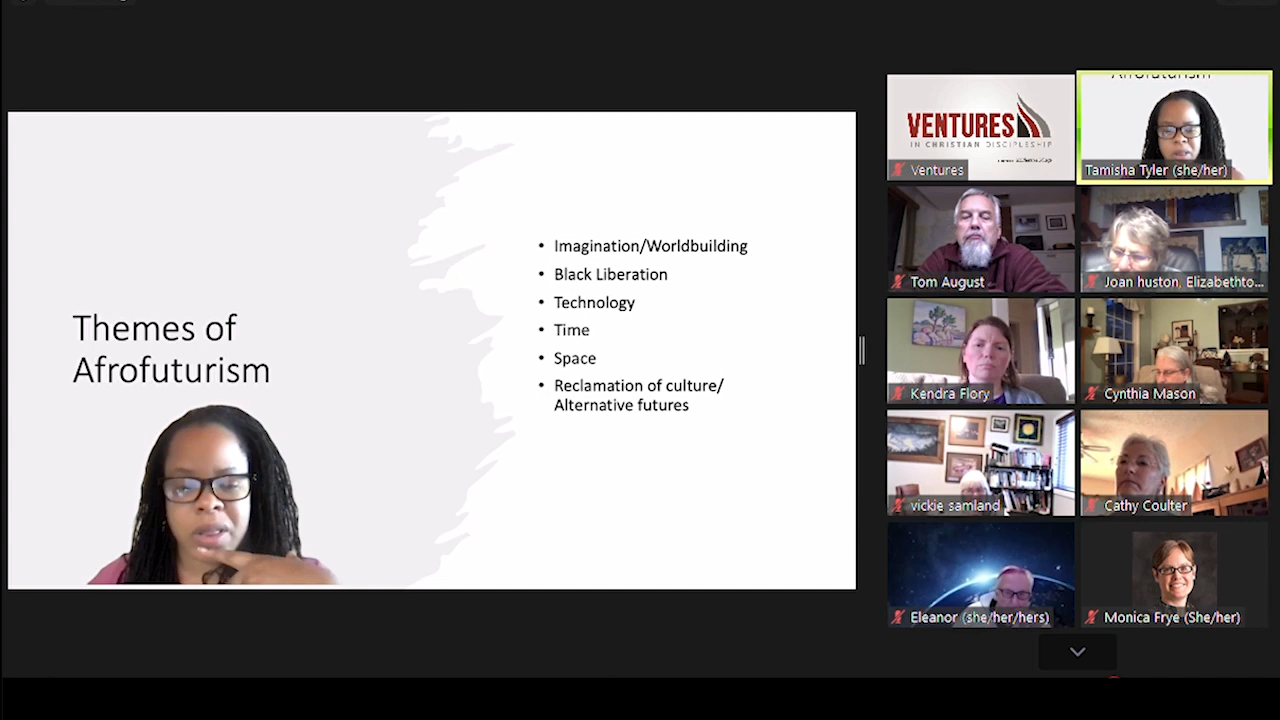 Themes of
Afrofuturism
• Imagination/Worldbuilding
• Black Liberation
• Technology
• Time
• Space
• Reclamation of culture/
Alternative futures
VENTURES
IN CHRISTIAN DISCIPLESHIP
Ventures
Afrofuturism
Tamisha Tyler (she/her)
Tom August
Joan huston, Elizabethto...
Kendra Flory
Cynthia Mason
vickie samland
Cathy Coulter
Eleanor (she/her/hers)
Monica Frye (She/her)